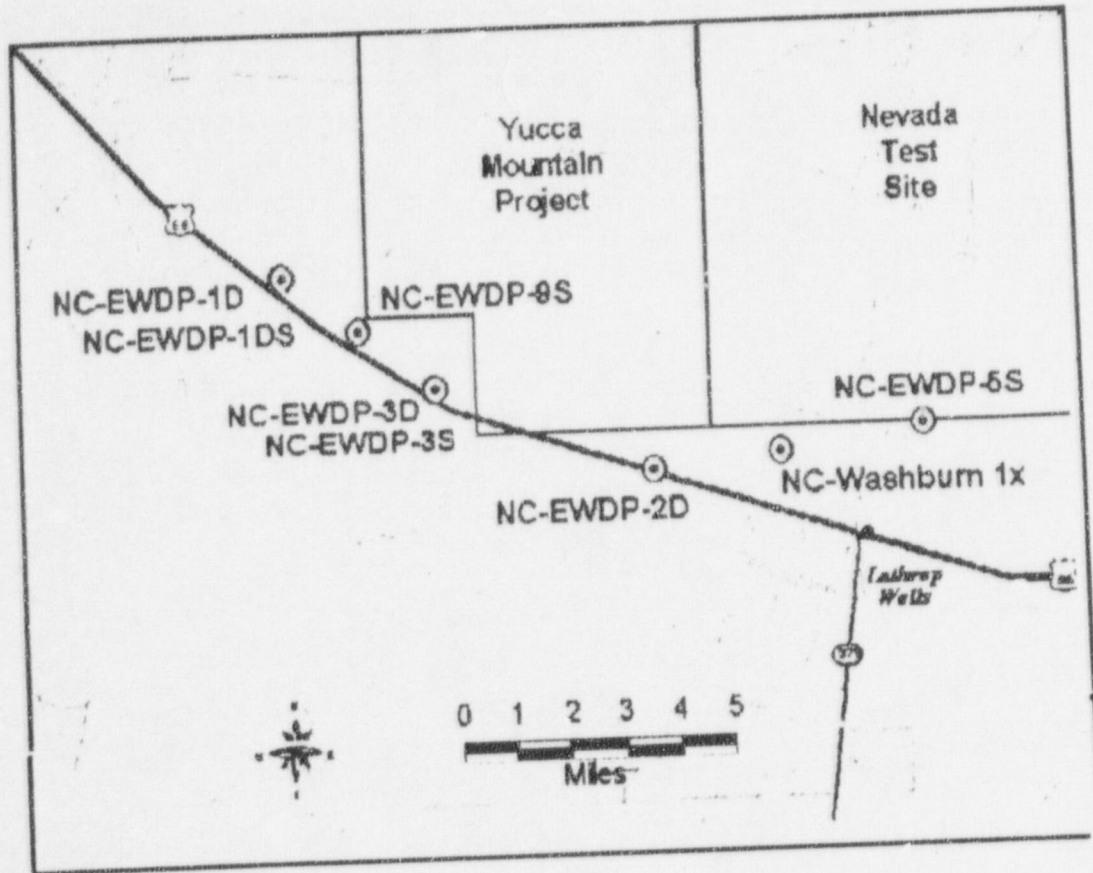 Yucca
Mountain
Project
Nevada
Test
Site
NC-EWDP-1D
NC-EWDP-1DS
NC-EWDP-9S
NC-EWDP-3D
NC-EWDP-3S
NC-EWDP-5S
NC-Washburn 1x
NC-EWDP-2D
Lathrop
Wells
0 1 2 3 4 5
Miles